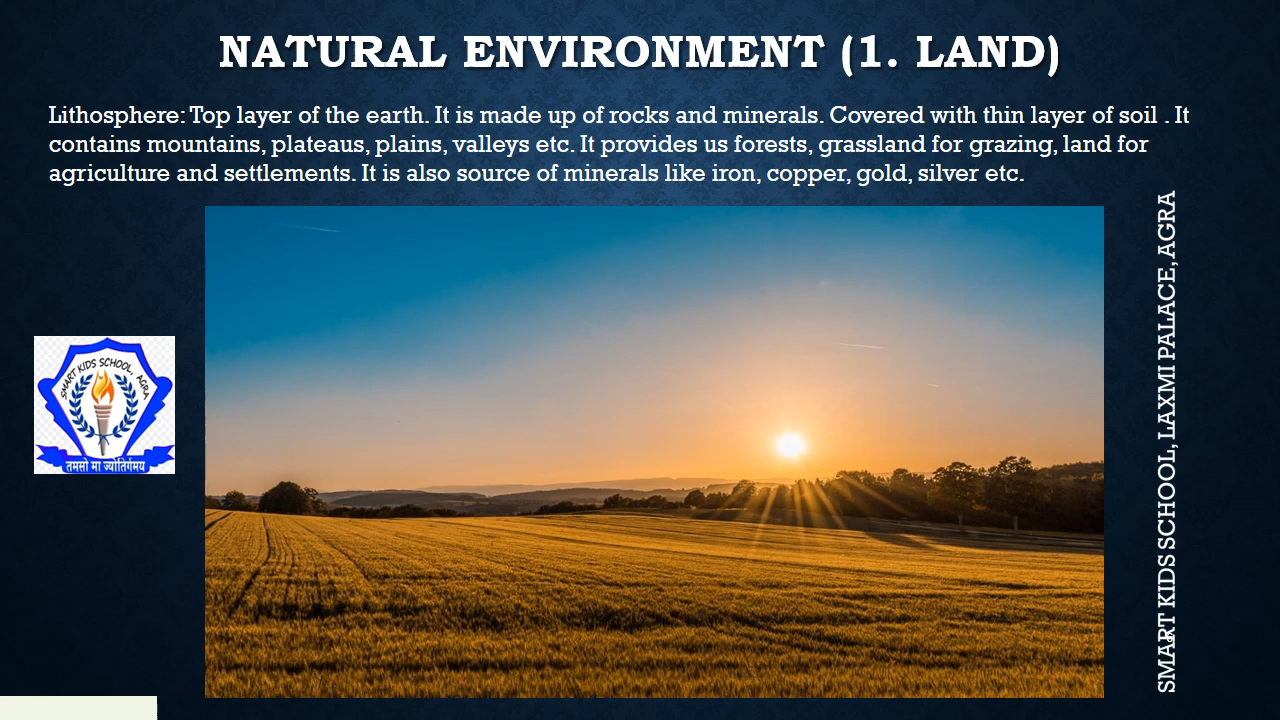 NATURAL ENVIRONMENT (1. LAND)
Lithosphere: Top layer of the earth. It is made up of rocks and minerals. Covered with thin layer of soil . It
contains mountains, plateaus, plains, valleys etc. It provides us forests, grassland for grazing, land for
agriculture and settlements. It is also source of minerals like iron, copper, gold, silver etc.
SMART KIDS SCHOOL, AGRA
तमसो मा ज्योतिर्गमय
SMART KIDS SCHOOL, LAXMI PALACE, AGRA